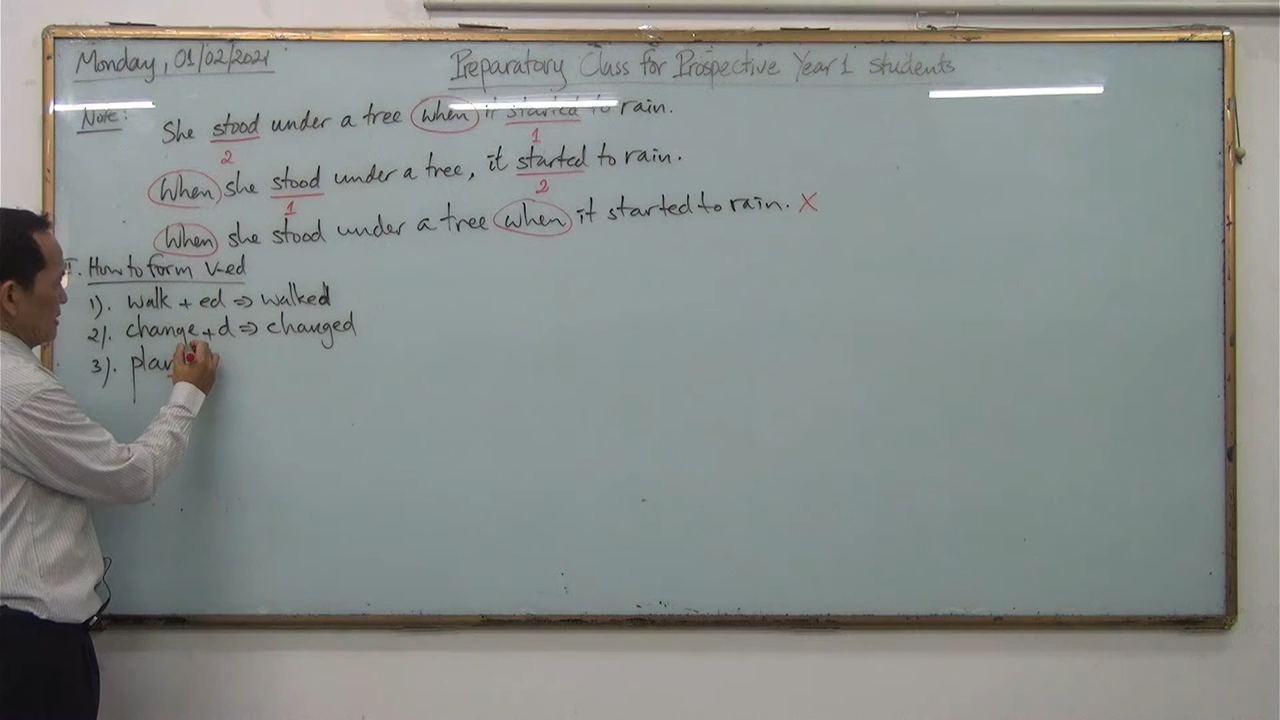 Monday, 01/02/2021
Preparatory Class for Prospective Year 1 Students
Note:
She stood under a tree when it started to rain.
2 1
When she stood under a tree, it started to rain.
1 2
When she stood under a tree when it started to rain. X
I. How to form V-ed
1). walk + ed => walked
2). change + d => changed
3). plan